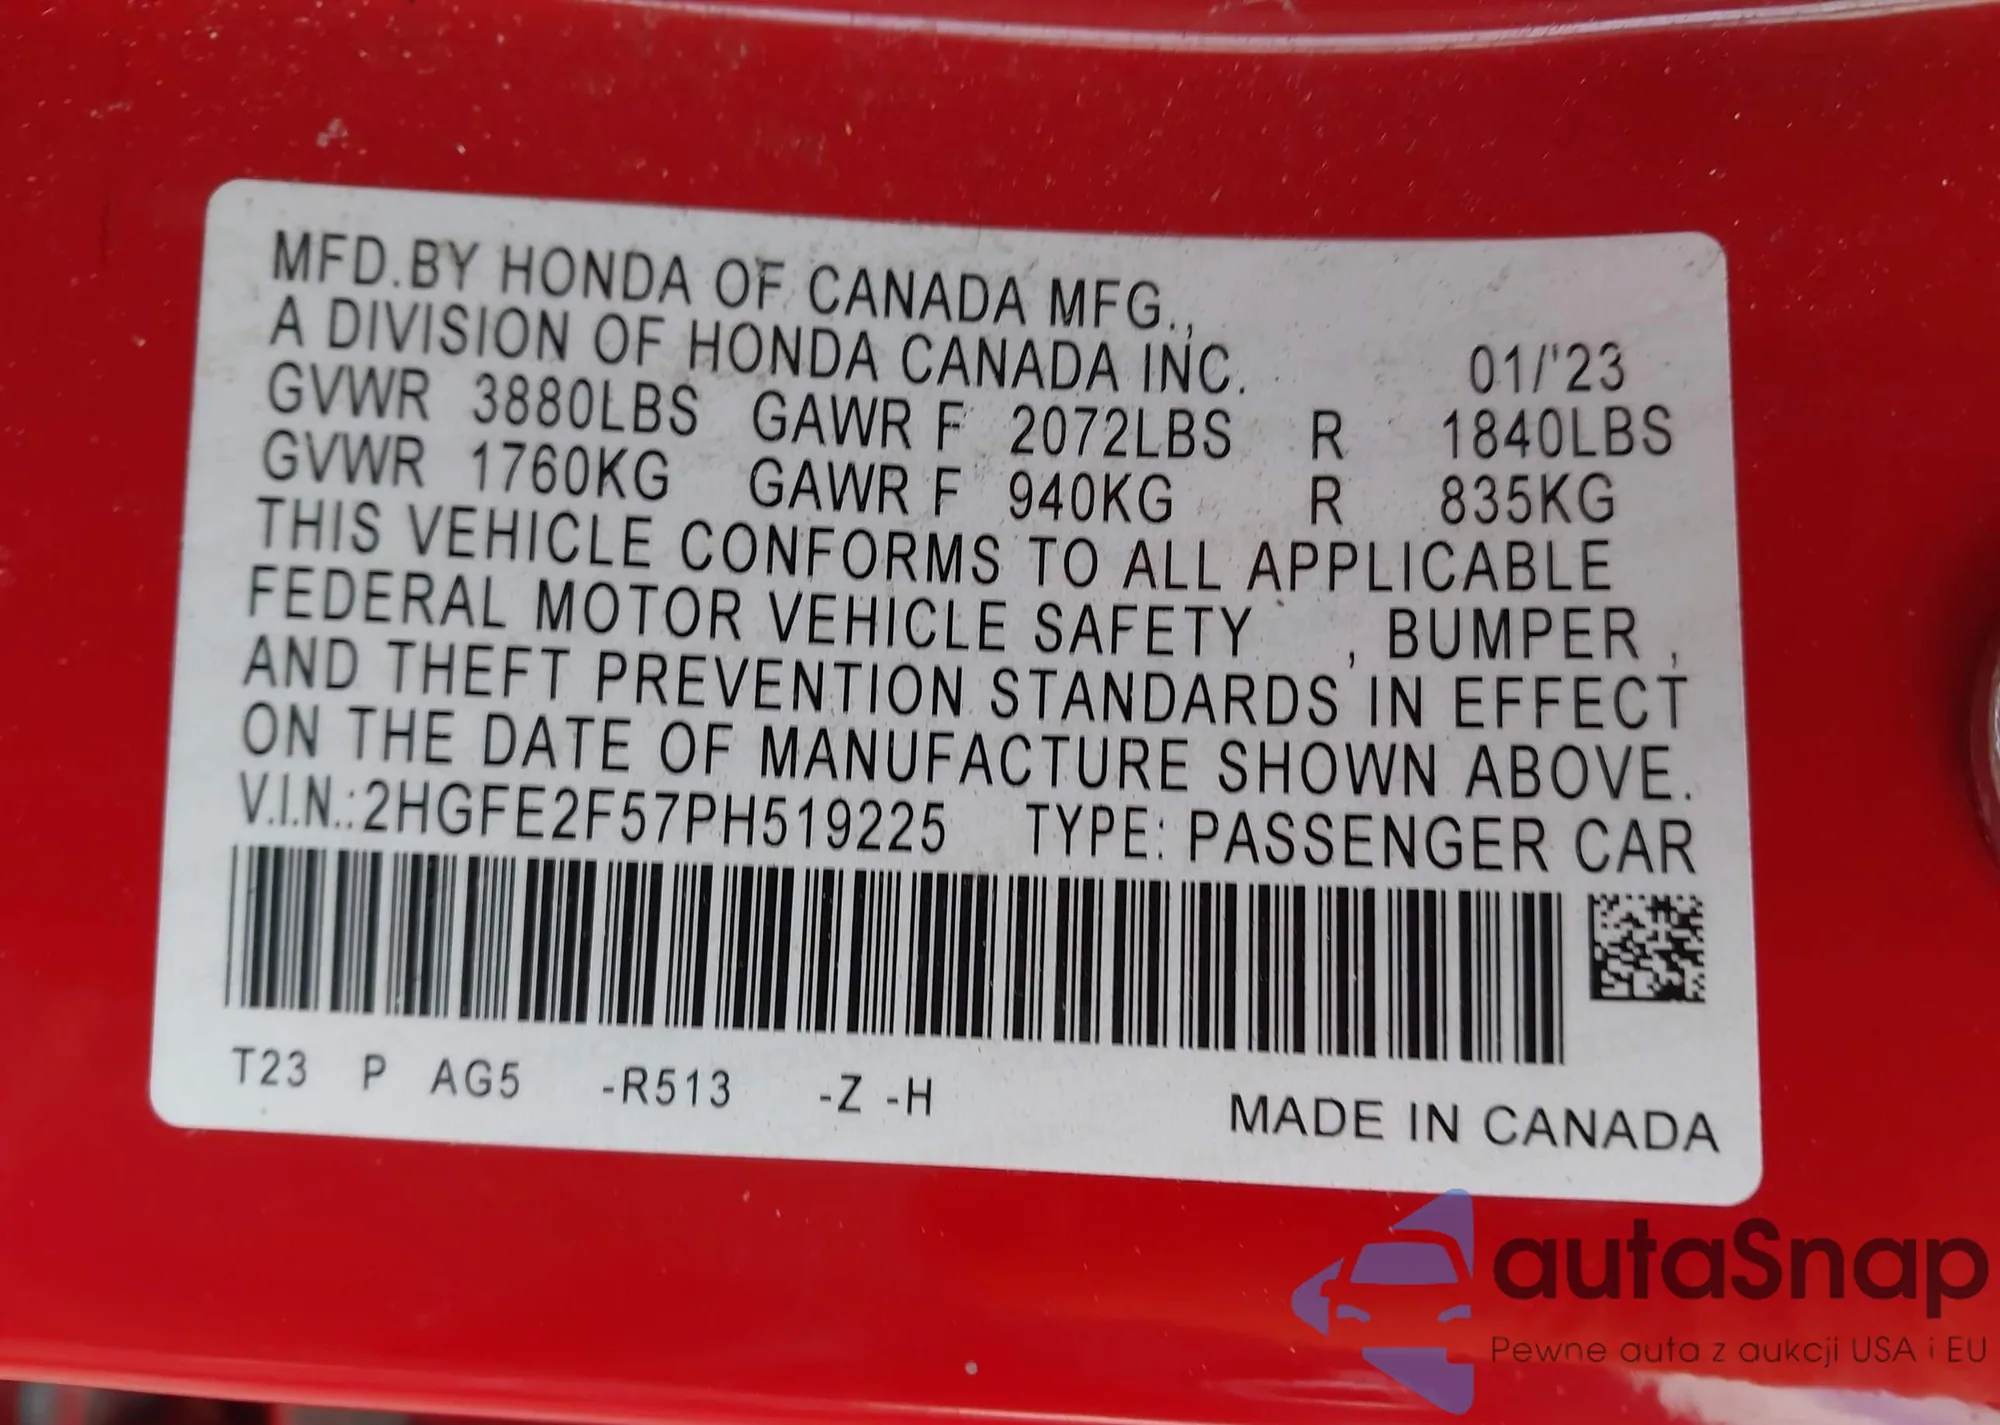 MFD.BY HONDA OF CANADA MFG.,
A DIVISION OF HONDA CANADA INC. 01/'23
GVWR 3880LBS GAWR F 2072LBS R 1840LBS
GVWR 1760KG GAWR F 940KG R 835KG
THIS VEHICLE CONFORMS TO ALL APPLICABLE
FEDERAL MOTOR VEHICLE SAFETY , BUMPER ,
AND THEFT PREVENTION STANDARDS IN EFFECT
ON THE DATE OF MANUFACTURE SHOWN ABOVE.
V.I.N.:2HGFE2F57PH519225 TYPE: PASSENGER CAR
T23 P AG5 -R513 -Z -H
MADE IN CANADA
autaSnap
Pewne auta z aukcji USA i EU